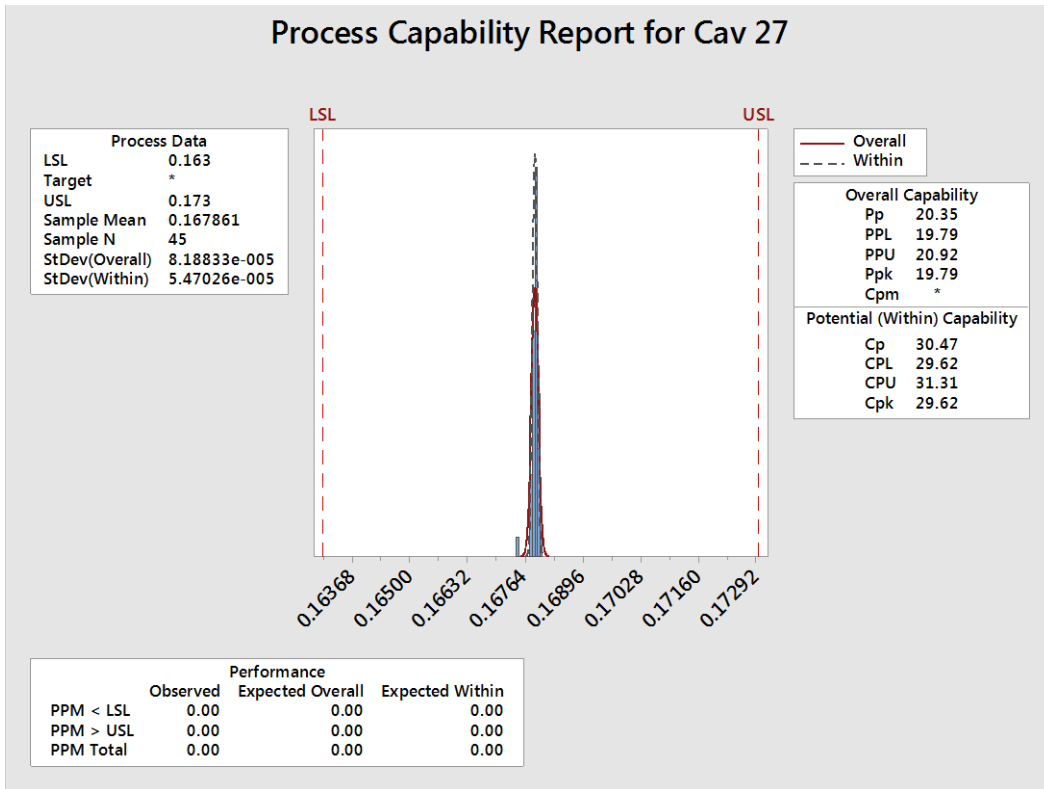 Process Capability Report for Cav 27
LSL USL
Process Data
LSL 0.163
Target *
USL 0.173
Sample Mean 0.167861
Sample N 45
StDev(Overall) 8.18833e-005
StDev(Within) 5.47026e-005
Overall
Within
Overall Capability
Pp 20.35
PPL 19.79
PPU 20.92
Ppk 19.79
Cpm *
Potential (Within) Capability
Cp 30.47
CPL 29.62
CPU 31.31
Cpk 29.62
0.16368 0.16500 0.16632 0.16764 0.16896 0.17028 0.17160 0.17292
Performance
Observed Expected Overall Expected Within
PPM < LSL 0.00 0.00 0.00
PPM > USL 0.00 0.00 0.00
PPM Total 0.00 0.00 0.00